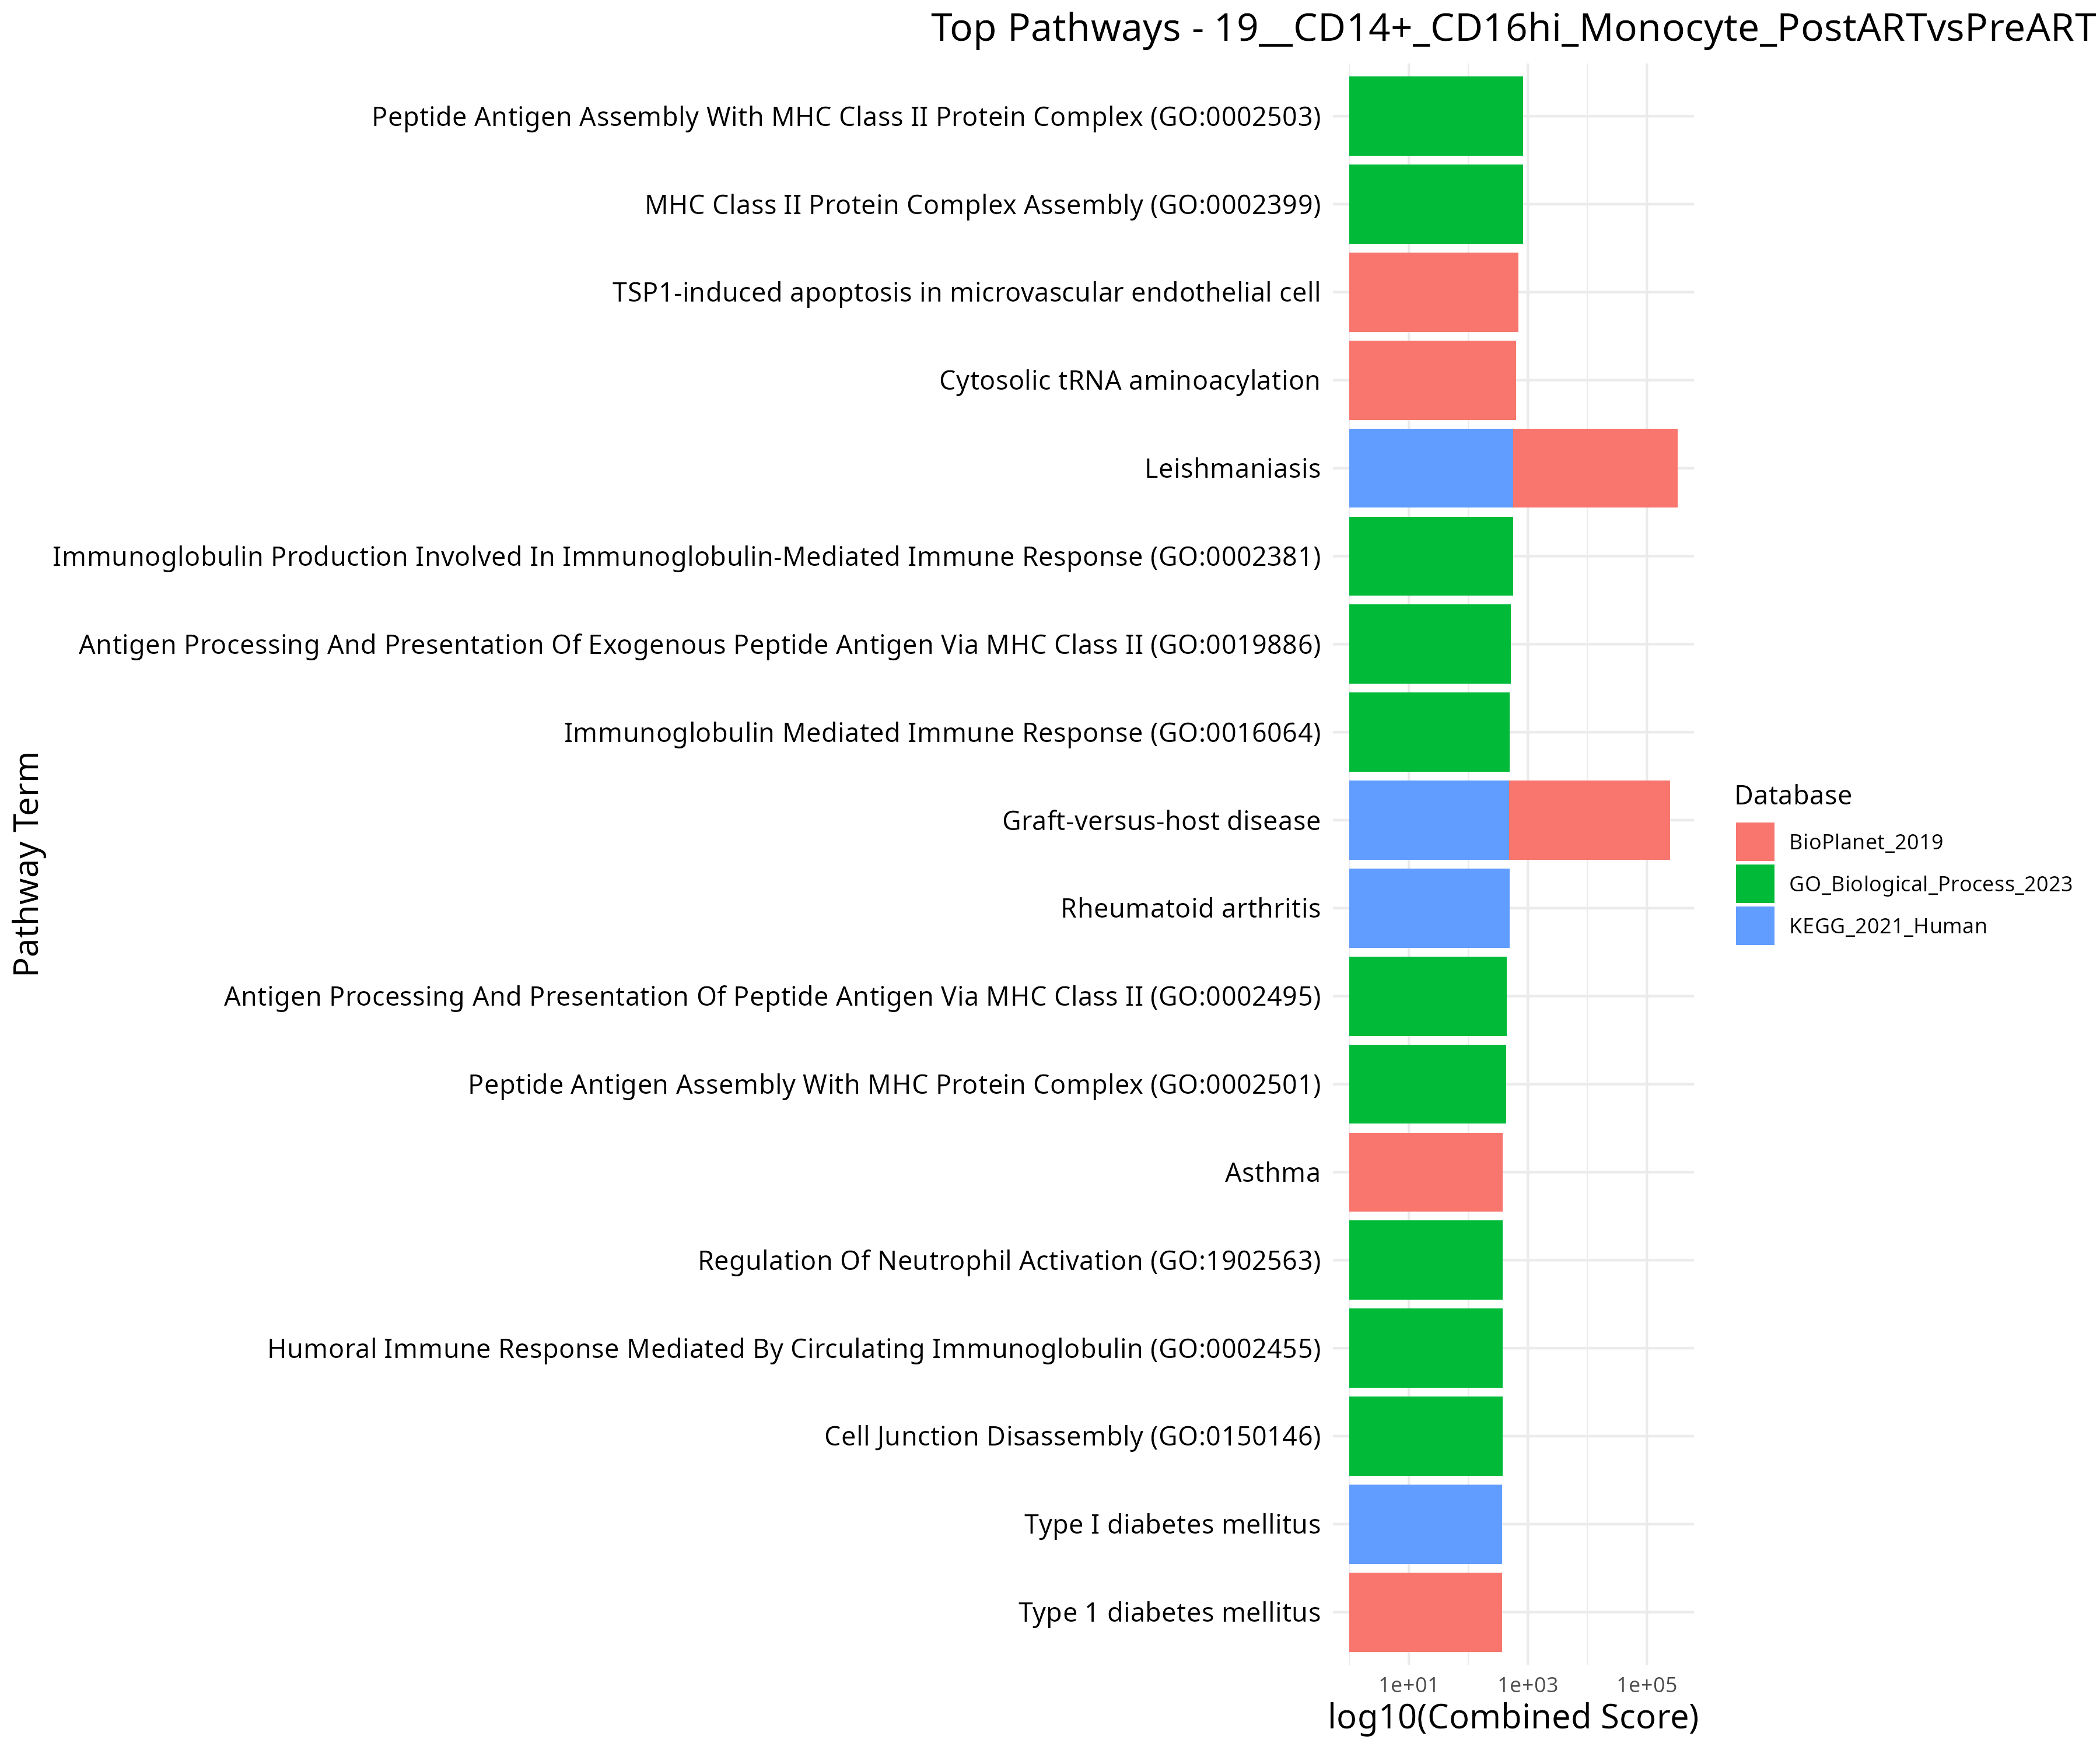 Top Pathways - 19__CD14+_CD16hi_Monocyte_PostARTvsPreART
Pathway Term
Peptide Antigen Assembly With MHC Class II Protein Complex (GO:0002503)
MHC Class II Protein Complex Assembly (GO:0002399)
TSP1-induced apoptosis in microvascular endothelial cell
Cytosolic tRNA aminoacylation
Leishmaniasis
Immunoglobulin Production Involved In Immunoglobulin-Mediated Immune Response (GO:0002381)
Antigen Processing And Presentation Of Exogenous Peptide Antigen Via MHC Class II (GO:0019886)
Immunoglobulin Mediated Immune Response (GO:0016064)
Graft-versus-host disease
Rheumatoid arthritis
Antigen Processing And Presentation Of Peptide Antigen Via MHC Class II (GO:0002495)
Peptide Antigen Assembly With MHC Protein Complex (GO:0002501)
Asthma
Regulation Of Neutrophil Activation (GO:1902563)
Humoral Immune Response Mediated By Circulating Immunoglobulin (GO:0002455)
Cell Junction Disassembly (GO:0150146)
Type I diabetes mellitus
Type 1 diabetes mellitus
1e+01 1e+03 1e+05
log10(Combined Score)
Database
BioPlanet_2019
GO_Biological_Process_2023
KEGG_2021_Human